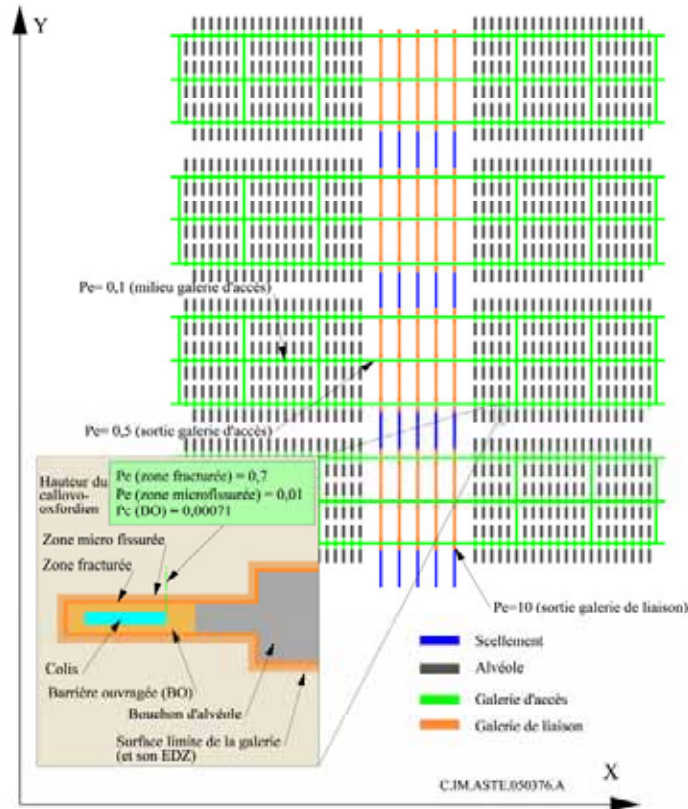 Y
Pe= 0,1 (milieu galerie d'accès)
Pe= 0,5 (sortie galerie d'accès)
Hauteur du
callovo-
oxfordien
Pe (zone fracturée) = 0,7
Pe (zone microfissurée) = 0,01
Pe (BO) = 0,00071
Zone micro fissurée
Zone fracturée
Colis
Barrière ouvragée (BO)
Bouchon d'alvéole
Surface limite de la galerie
(et son EDZ)
Pe=10 (sortie galerie de liaison)
Scellement
Alvéole
Galerie d'accès
Galerie de liaison
C.IM.ASTE.050376.A
X